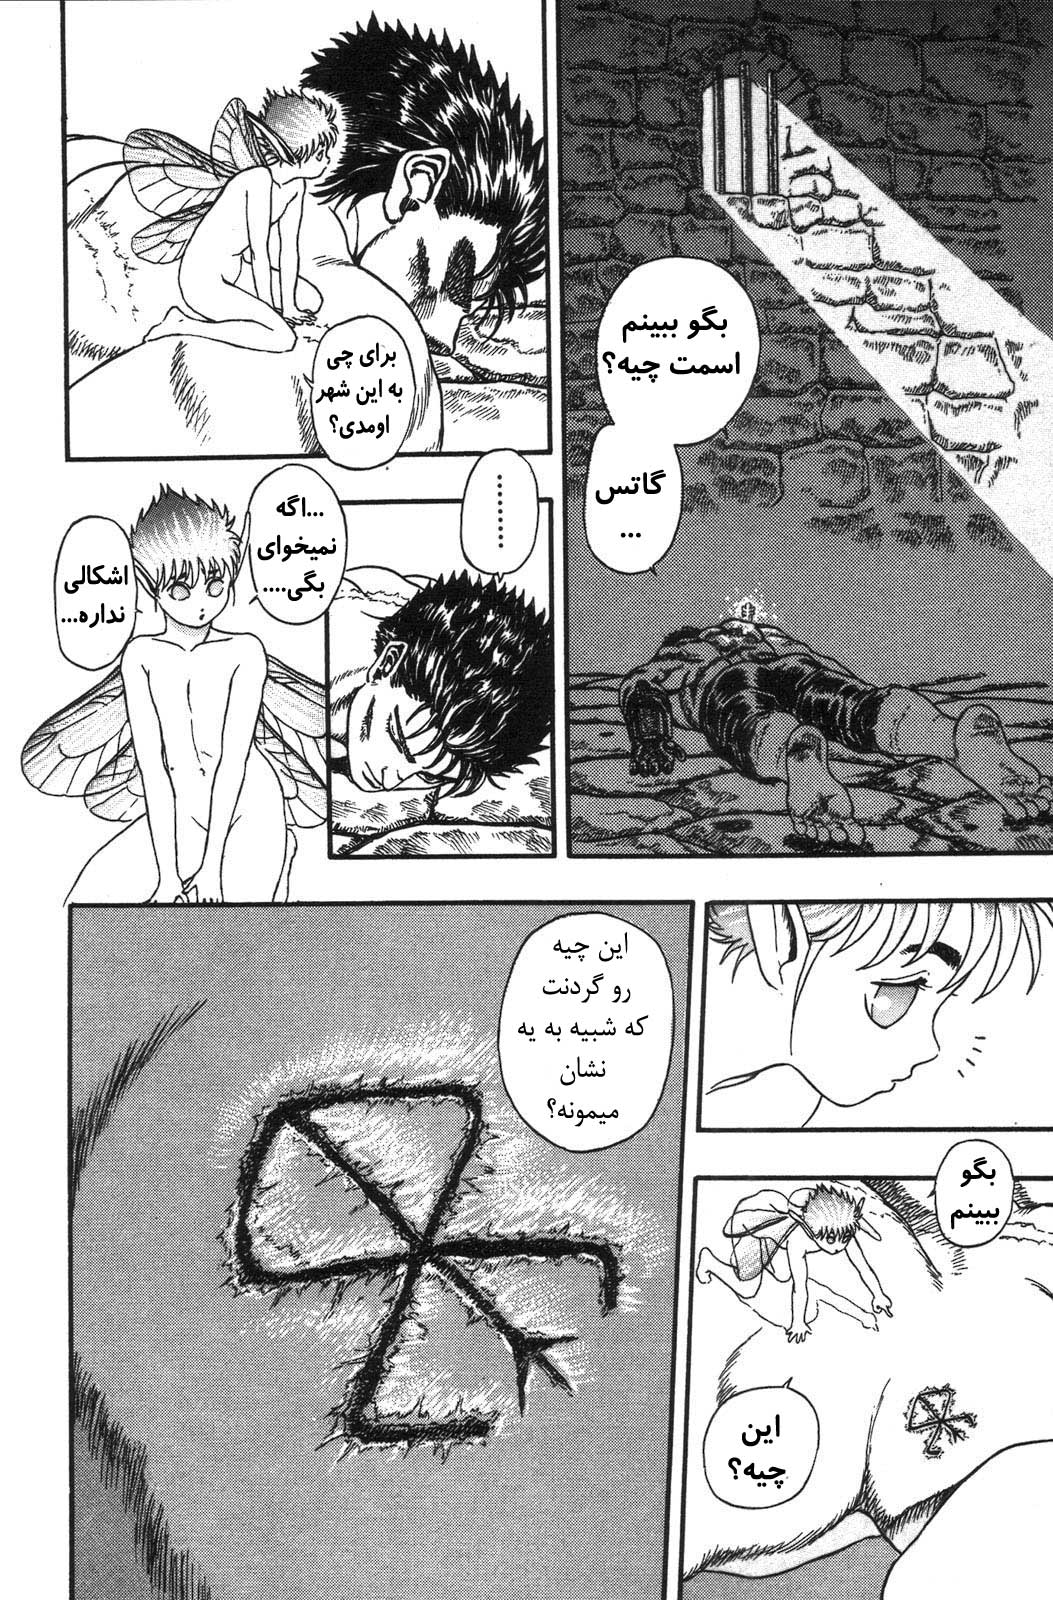 بگو ببینم
اسمت چیه؟
گاتس
...
برای چی
به این شهر
اومدی؟
........
...اگه
نمیخوای
بگی....
اشکالی
نداره...
بگو
ببینم
این
چیه؟
این چیه
رو گردنت
که شبیه به یه
نشان
میمونه؟